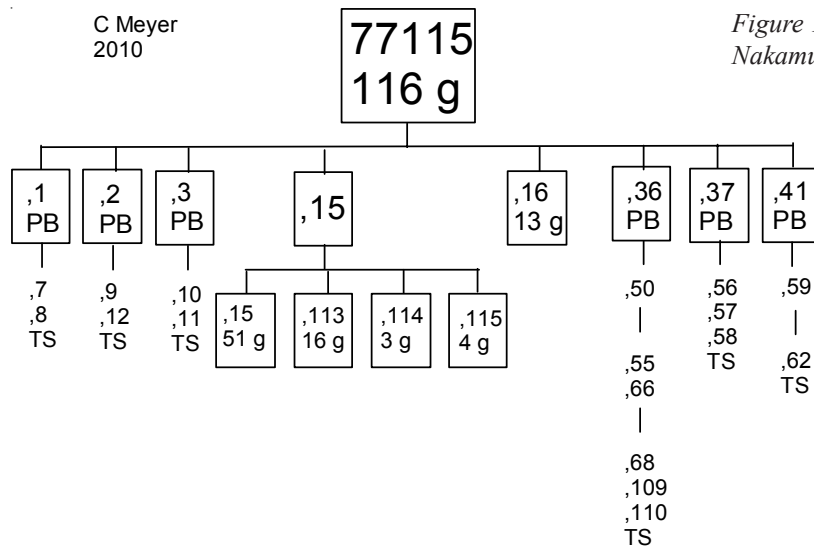 C Meyer
2010
77115
116 g
Figure
Nakamu
,1
PB
,2
PB
,3
PB
,15
,16
13 g
,36
PB
,37
PB
,41
PB
,7
,8
TS
,9
,12
TS
,10
,11
TS
,15
51 g
,113
16 g
,114
3 g
,115
4 g
,50
,55
,66
,68
,109
,110
TS
,56
,57
,58
TS
,59
,62
TS